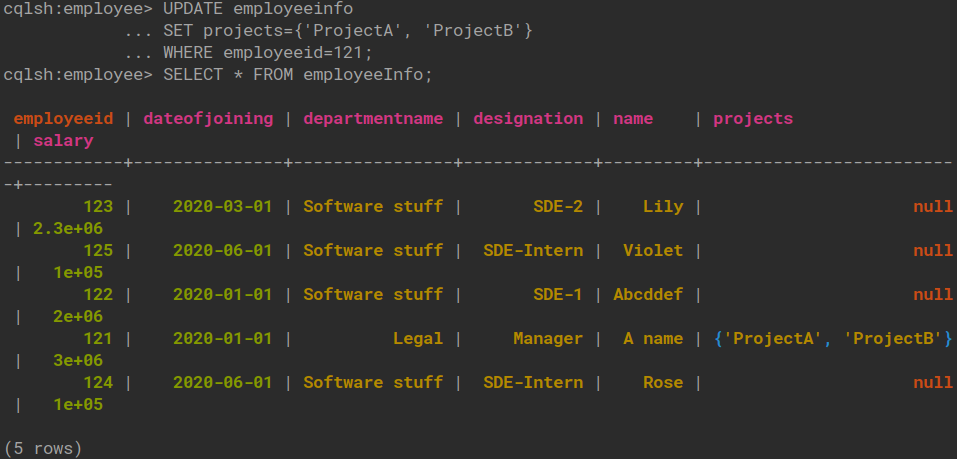 cqlsh:employee> UPDATE employeeinfo
            ... SET projects={'ProjectA', 'ProjectB'}
            ... WHERE employeeid=121;
cqlsh:employee> SELECT * FROM employeeInfo;

 employeeid | dateofjoining | departmentname | designation | name    | projects
 | salary
------------+---------------+----------------+-------------+---------+-------------------------
-+---------
        123 |    2020-03-01 | Software stuff |       SDE-2 |    Lily |                     null
 | 2.3e+06
        125 |    2020-06-01 | Software stuff |  SDE-Intern |  Violet |                     null
 |   1e+05
        122 |    2020-01-01 | Software stuff |       SDE-1 | Abcddef |                     null
 |   2e+06
        121 |    2020-01-01 |          Legal |     Manager |  A name | {'ProjectA', 'ProjectB'}
 |   3e+06
        124 |    2020-06-01 | Software stuff |  SDE-Intern |    Rose |                     null
 |   1e+05

(5 rows)